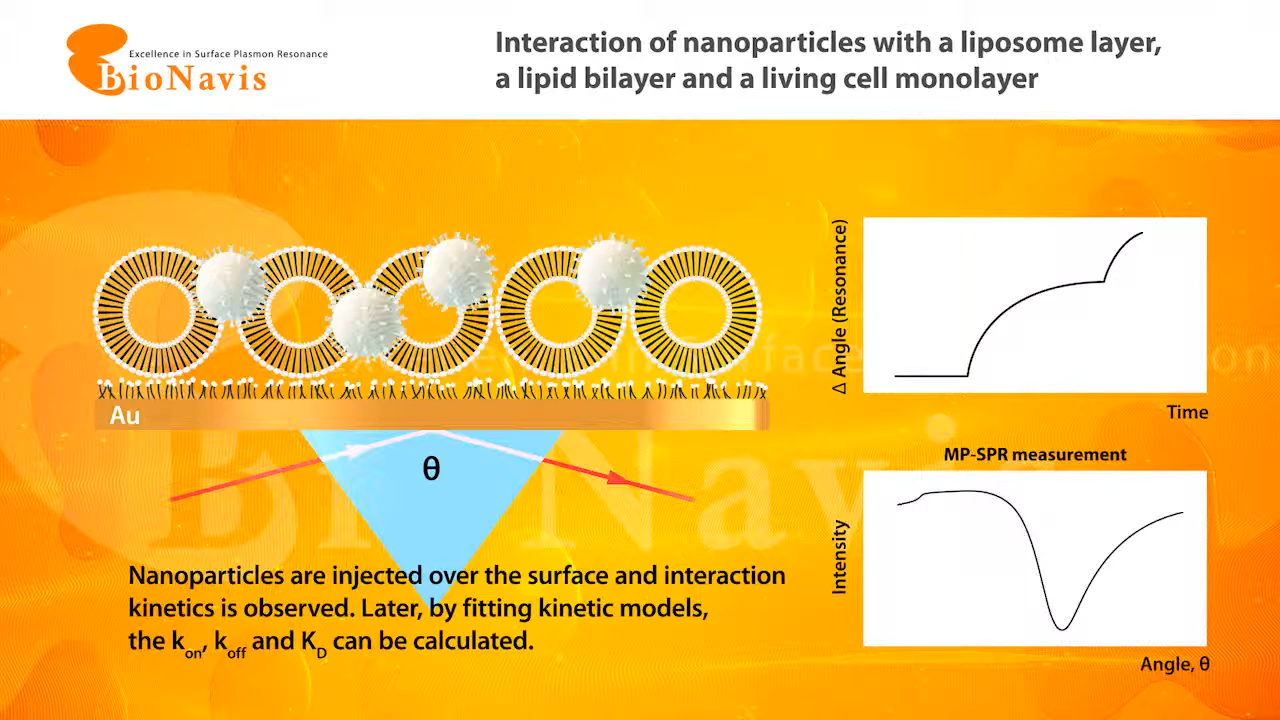 Excellence in Surface Plasmon Resonance
BioNavis
Interaction of nanoparticles with a liposome layer,
a lipid bilayer and a living cell monolayer
Au
θ
Nanoparticles are injected over the surface and interaction
kinetics is observed. Later, by fitting kinetic models,
the kon, koff and KD can be calculated.
Δ Angle (Resonance)
Time
MP-SPR measurement
Intensity
Angle, θ
BioNavis